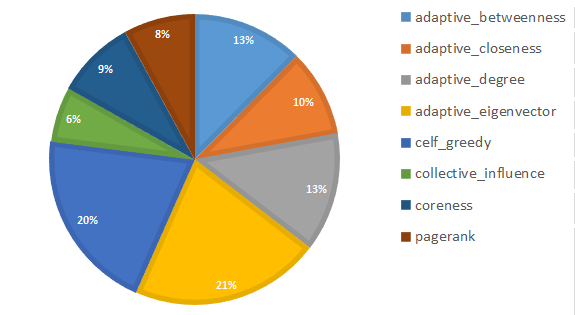 8%
13%
9%
10%
6%
13%
20%
21%
adaptive_betweenness
adaptive_closeness
adaptive_degree
adaptive_eigenvector
celf_greedy
collective_influence
coreness
pagerank